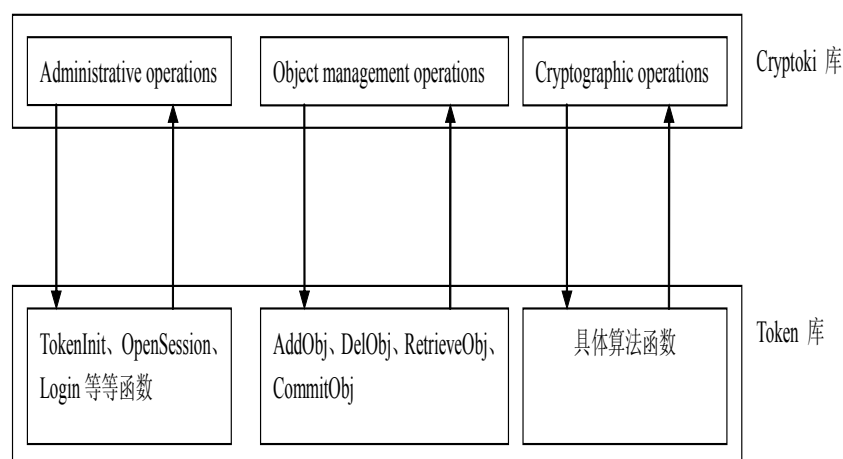 Administrative operations
Object management operations
Cryptographic operations
Cryptoki 库
TokenInit、OpenSession、
Login 等等函数
AddObj、DelObj、RetrieveObj、
CommitObj
具体算法函数
Token 库